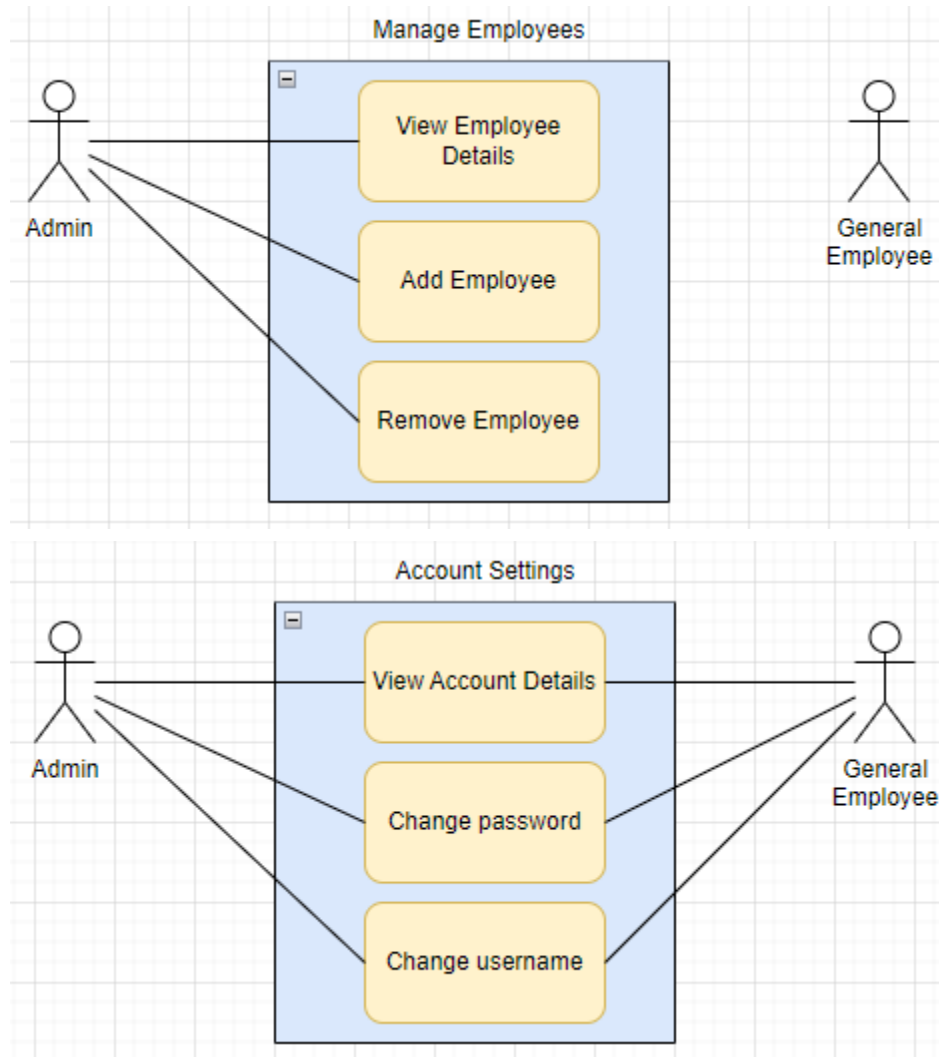 Manage Employees
View Employee
Details
Admin
General
Employee
Add Employee
Remove Employee
Account Settings
View Account Details
Admin
General
Employee
Change password
Change username